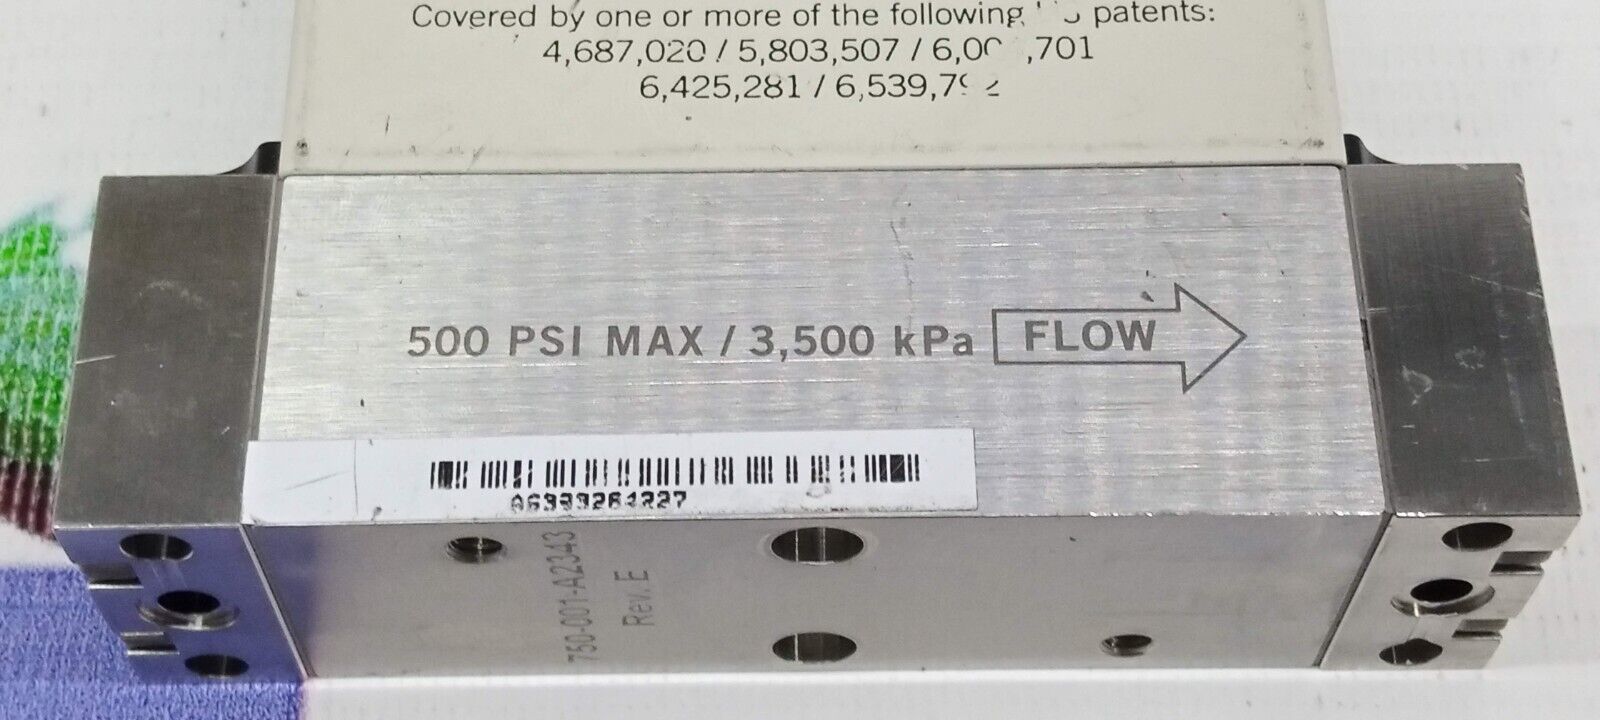 Covered by one or more of the following patents:
4,687,020 / 5,803,507 /
6,425,281 /
500 PSI MAX / 3,500 kPa FLOW
750-001-A2343
Rev. E